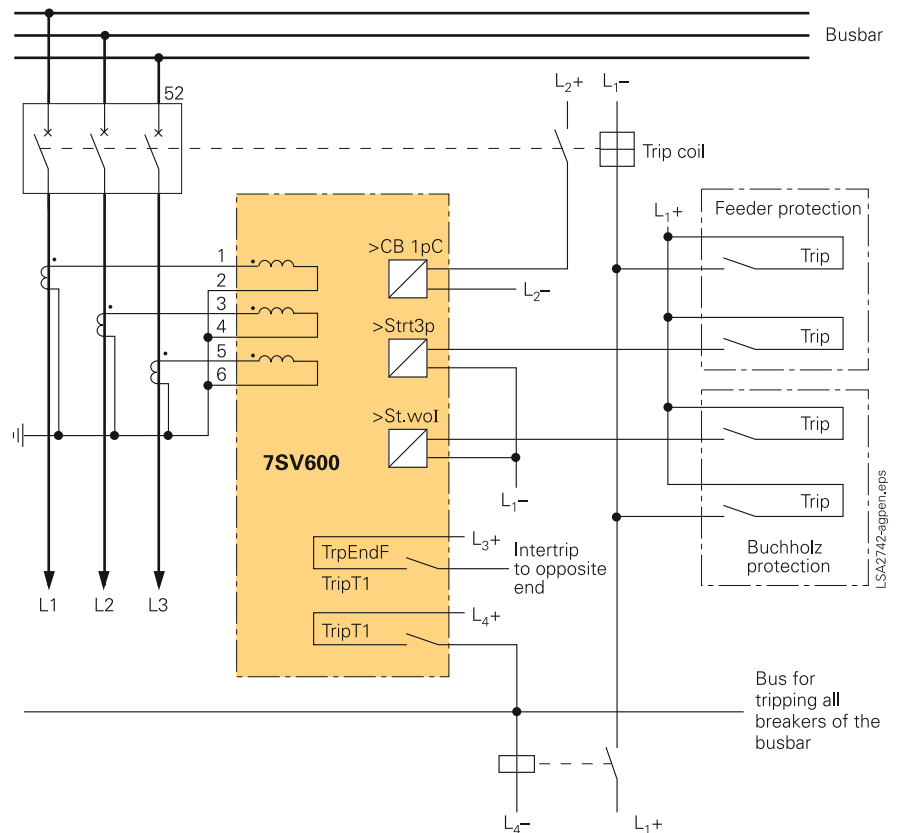 Busbar
52
L2+
L1–
Trip coil
L1+
Feeder protection
Trip
Trip
1
2
3
4
5
6
>CB 1pC
L2–
>Strt3p
>St.woI
L1–
7SV600
Trip
Trip
Buchholz
protection
LSA2742-agpen.eps
L3+
TrpEndF
TripT1
Intertrip
to opposite
end
L4+
TripT1
L1
L2
L3
Bus for
tripping all
breakers of the
busbar
L4–
L1+